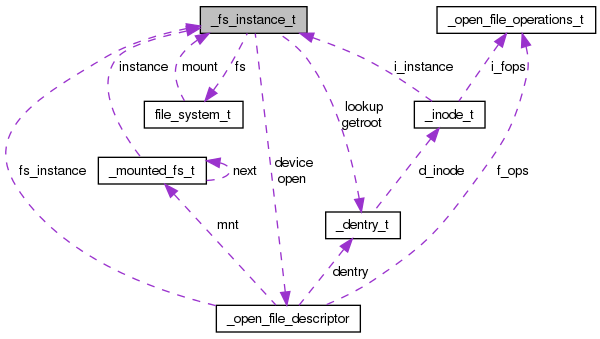 _fs_instance_t
_open_file_operations_t
instance
mount
fs
i_instance
i_fops
file_system_t
lookup
getroot
_inode_t
fs_instance
_mounted_fs_t
next
device
open
d_inode
f_ops
mnt
_dentry_t
dentry
_open_file_descriptor